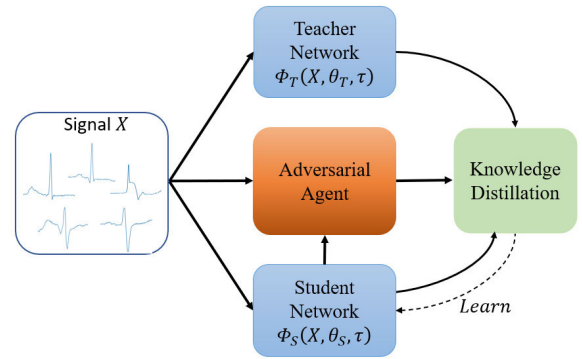 Signal X
Teacher
Network
Φ_T(X, θ_T, τ)
Adversarial
Agent
Knowledge
Distillation
Student
Network
Φ_S(X, θ_S, τ)
Learn